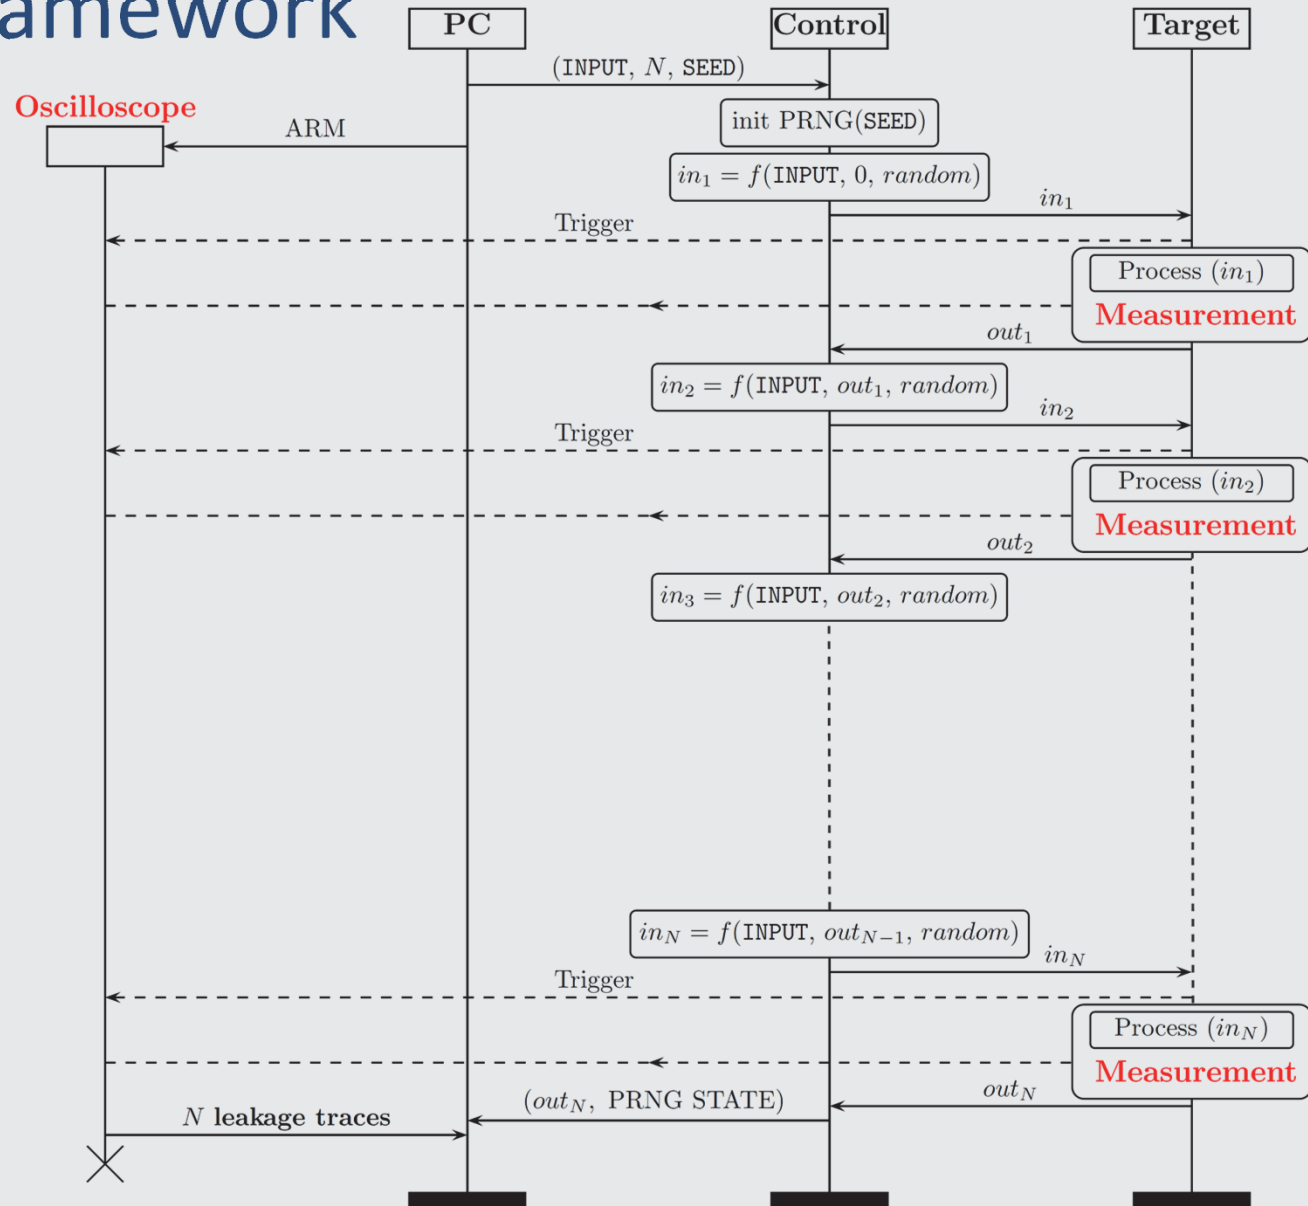 amework
PC
Control
Target
(INPUT, N, SEED)
Oscilloscope
ARM
init PRNG(SEED)
in₁ = f(INPUT, 0, random)
in₁
Trigger
Process (in₁)
Measurement
out₁
in₂ = f(INPUT, out₁, random)
in₂
Trigger
Process (in₂)
Measurement
out₂
in₃ = f(INPUT, out₂, random)
in_N = f(INPUT, out_{N−1}, random)
in_N
Trigger
Process (in_N)
Measurement
out_N
(out_N, PRNG STATE)
N leakage traces